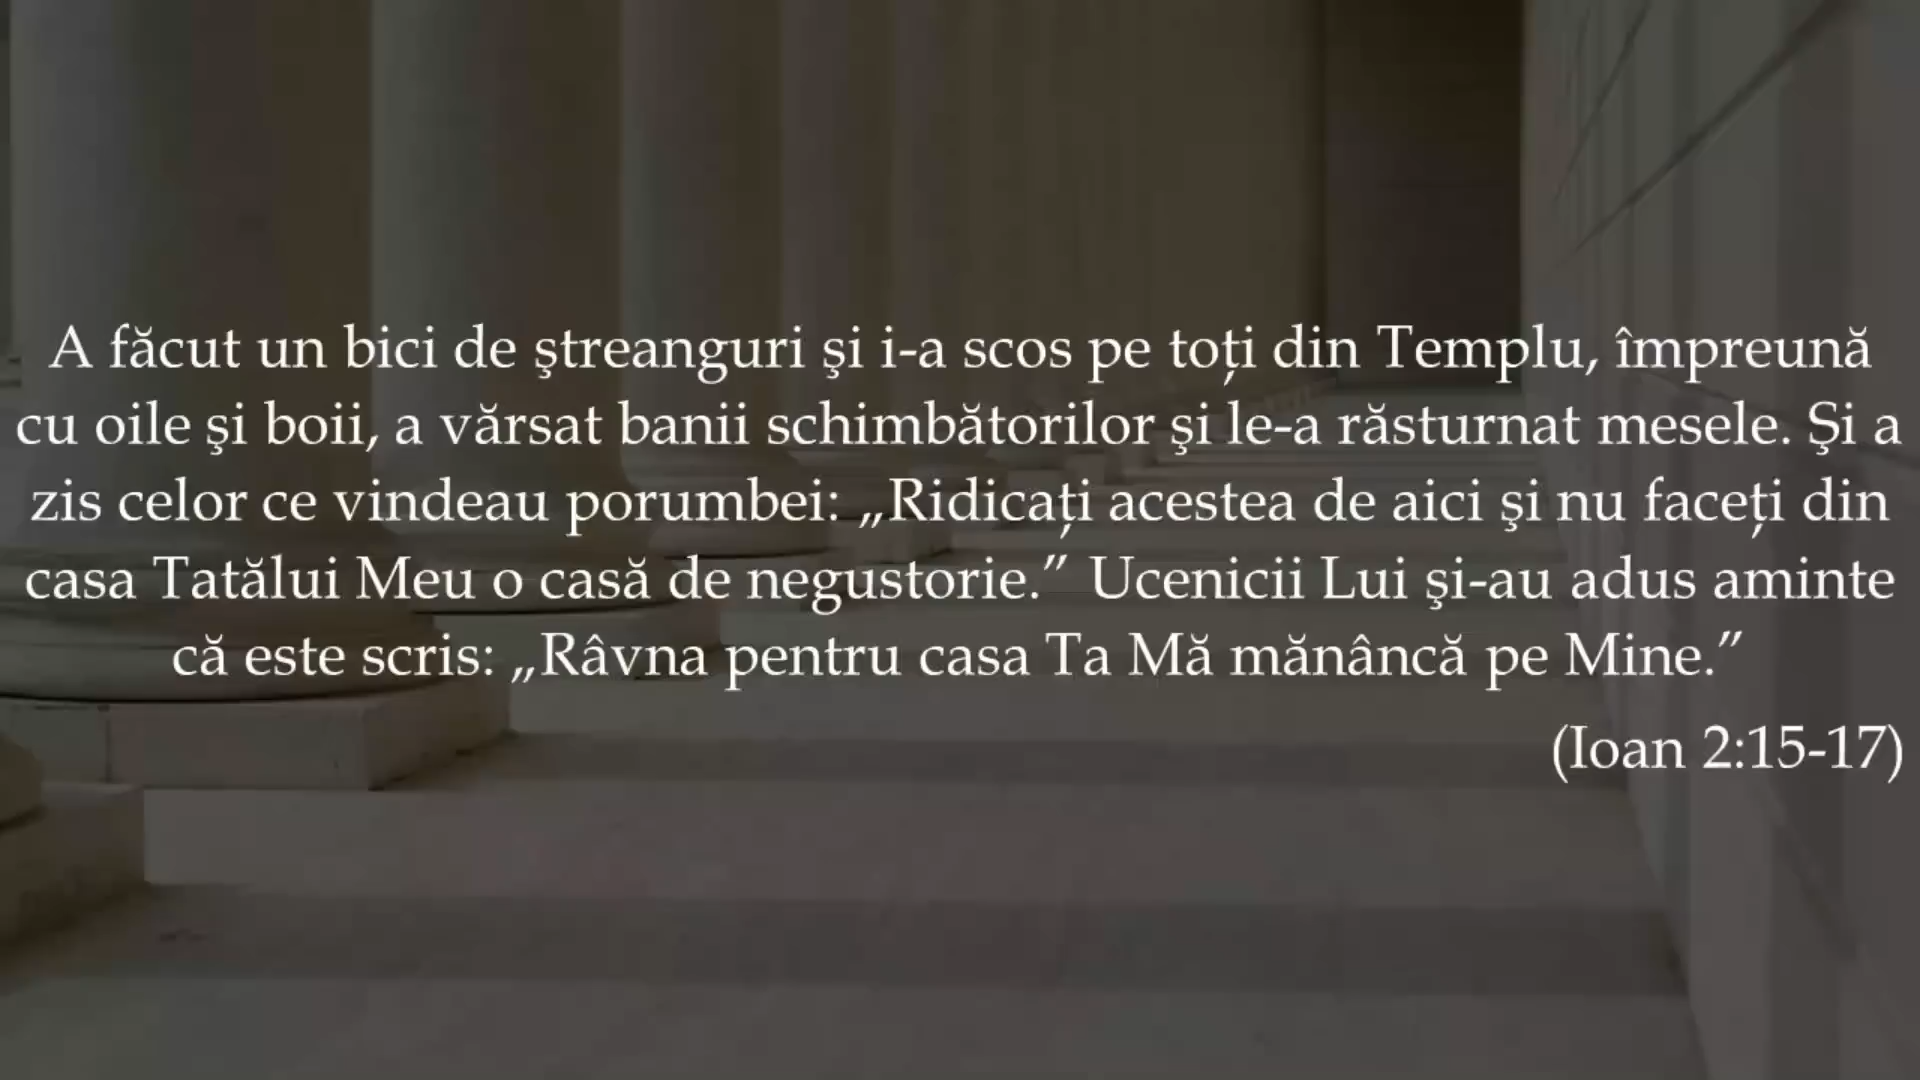 A făcut un bici de ştreanguri şi i-a scos pe toţi din Templu, împreună
cu oile şi boii, a vărsat banii schimbătorilor şi le-a răsturnat mesele. Şi a
zis celor ce vindeau porumbei: „Ridicaţi acestea de aici şi nu faceţi din
casa Tatălui Meu o casă de negustorie.” Ucenicii Lui şi-au adus aminte
că este scris: „Râvna pentru casa Ta Mă mănâncă pe Mine.”
(Ioan 2:15-17)